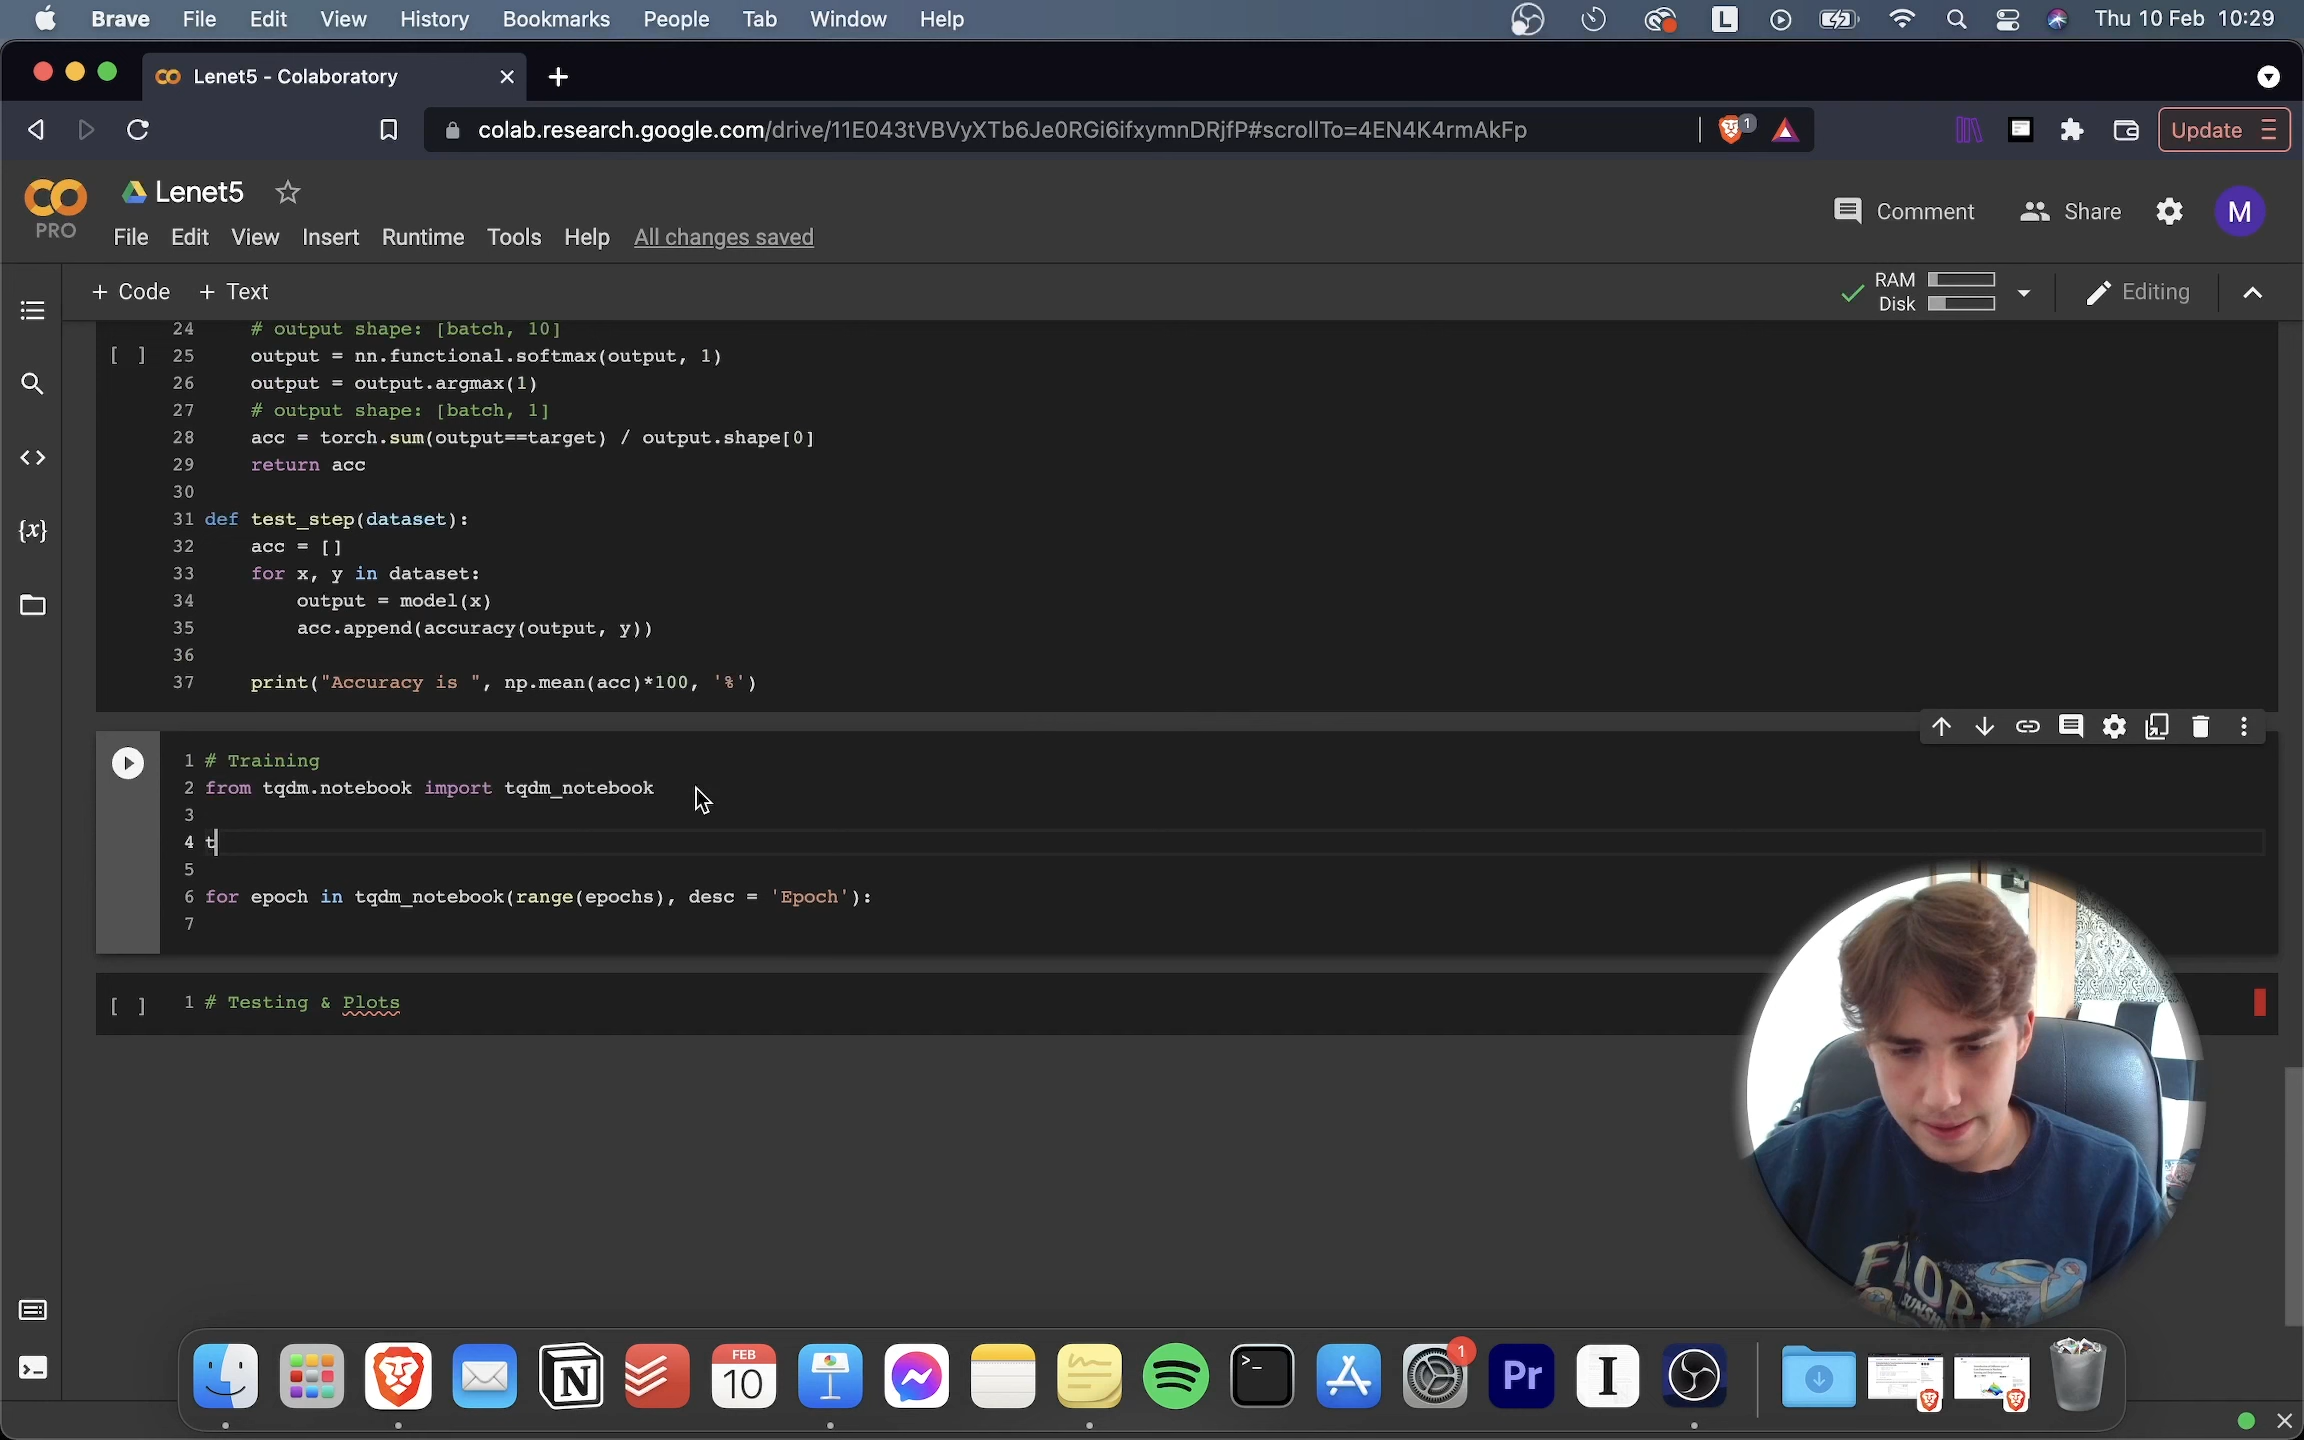 Brave File Edit View History Bookmarks People Tab Window Help L Thu 10 Feb 10:29
Lenet5 - Colaboratory
colab.research.google.com/drive/11E043tVBVyXTb6Je0RGi6ifxymnDRjfP#scrollTo=4EN4K4rmAkFp 1 Update
PRO Lenet5 Comment Share M
File Edit View Insert Runtime Tools Help All changes saved
+ Code + Text RAM Disk Editing
24 # output shape: [batch, 10]
[ ] 25 output = nn.functional.softmax(output, 1)
26 output = output.argmax(1)
27 # output shape: [batch, 1]
28 acc = torch.sum(output==target) / output.shape[0]
29 return acc
30
31 def test_step(dataset):
32 acc = []
33 for x, y in dataset:
34 output = model(x)
35 acc.append(accuracy(output, y))
36
37 print("Accuracy is ", np.mean(acc)*100, '%')
1 # Training
2 from tqdm.notebook import tqdm_notebook
3
4 t
5
6 for epoch in tqdm_notebook(range(epochs), desc = 'Epoch'):
7
[ ] 1 # Testing & Plots
{x}
FEB
10
1
Pr
I